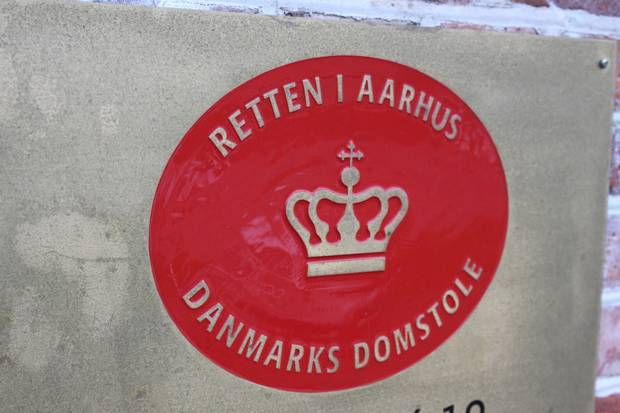 RETTEN I AARHUS
DANMARKS DOMSTOLE